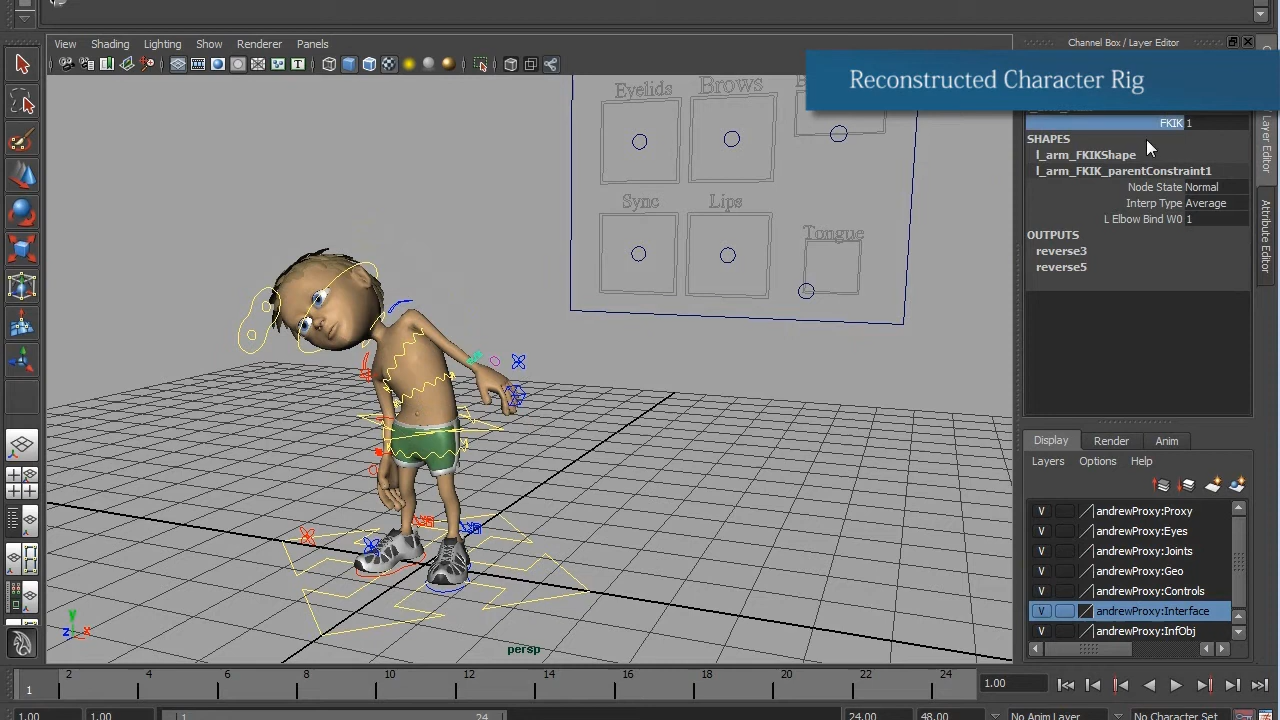 View Shading Lighting Show Renderer Panels
Channel Box / Layer Editor
Reconstructed Character Rig
FKIK 1
SHAPES
l_arm_FKIKShape
l_arm_FKIK_parentConstraint1
Node State Normal
Interp Type Average
L Elbow Bind W0 1
OUTPUTS
reverse3
reverse5
Layer Editor
Attribute Editor
Eyelids Brows
Sync Lips Tongue
Display Render Anim
Layers Options Help
V andrewProxy:Proxy
V andrewProxy:Eyes
V andrewProxy:Joints
V andrewProxy:Geo
V andrewProxy:Controls
V andrewProxy:Interface
V andrewProxy:InfObj
y
z x
persp
1 2 4 6 8 10 12 14 16 18 20 22 24
1.00
1.00 1.00 1 24 24.00 48.00 No Anim Layer No Character Set